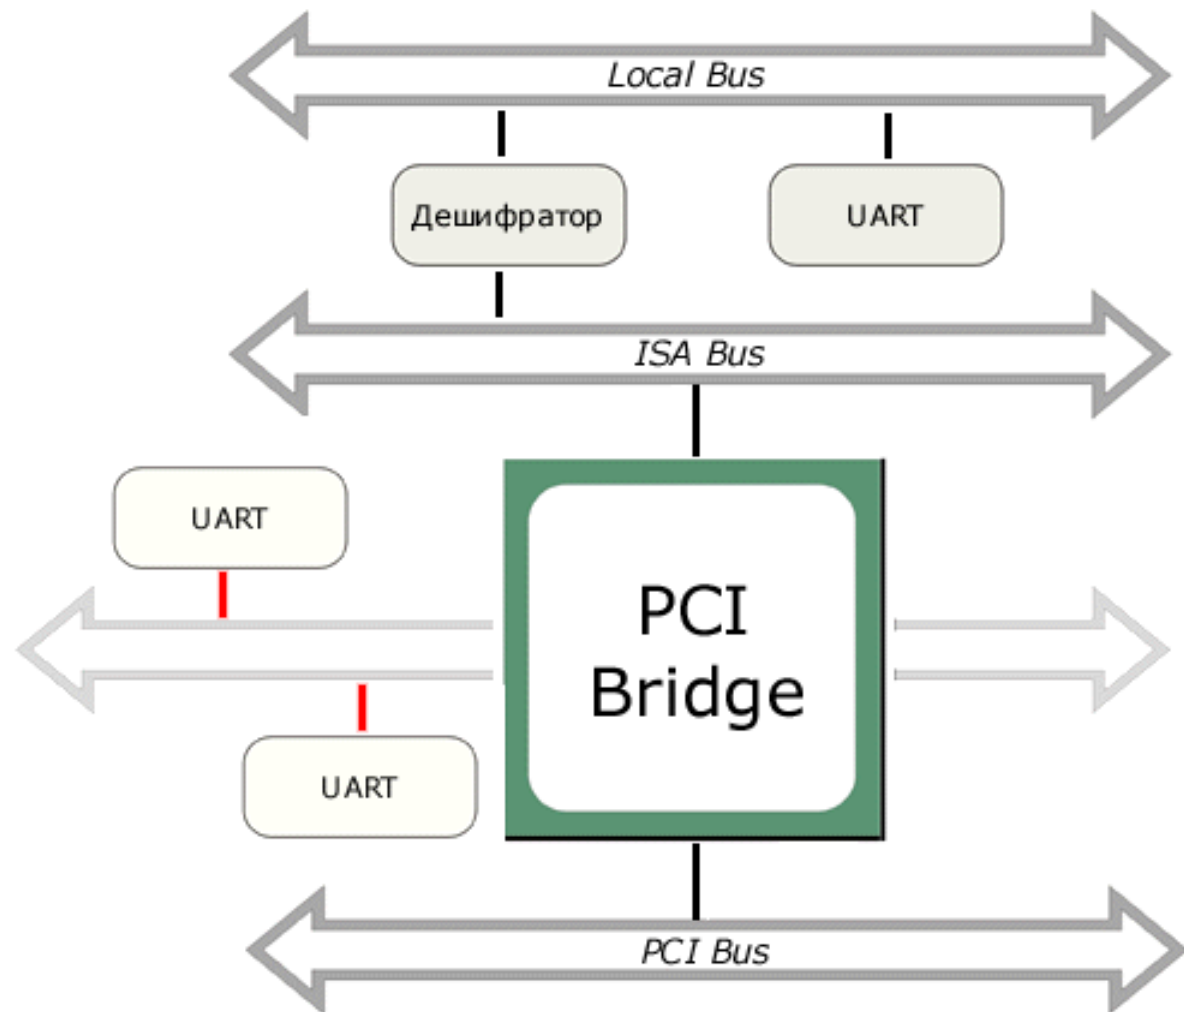 Local Bus
Дешифратор
UART
ISA Bus
UART
PCI
Bridge
UART
PCI Bus